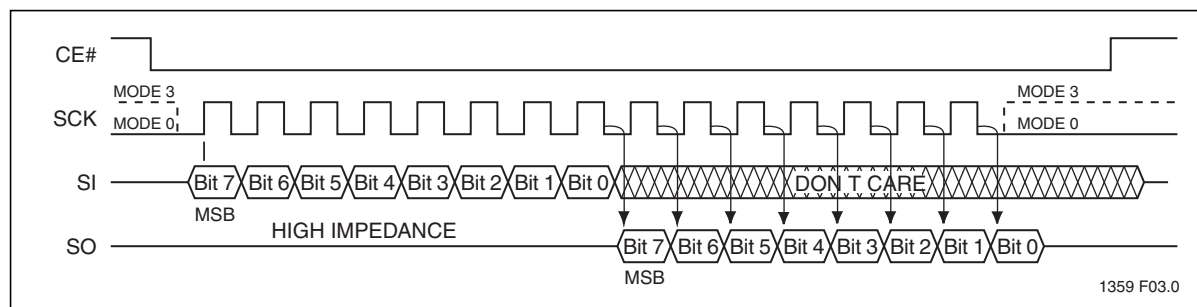 CE#
MODE 3
MODE 3
SCK
MODE 0
MODE 0
SI
Bit 7 Bit 6 Bit 5 Bit 4 Bit 3 Bit 2 Bit 1 Bit 0
DON T CARE
MSB
HIGH IMPEDANCE
SO
Bit 7 Bit 6 Bit 5 Bit 4 Bit 3 Bit 2 Bit 1 Bit 0
MSB
1359 F03.0